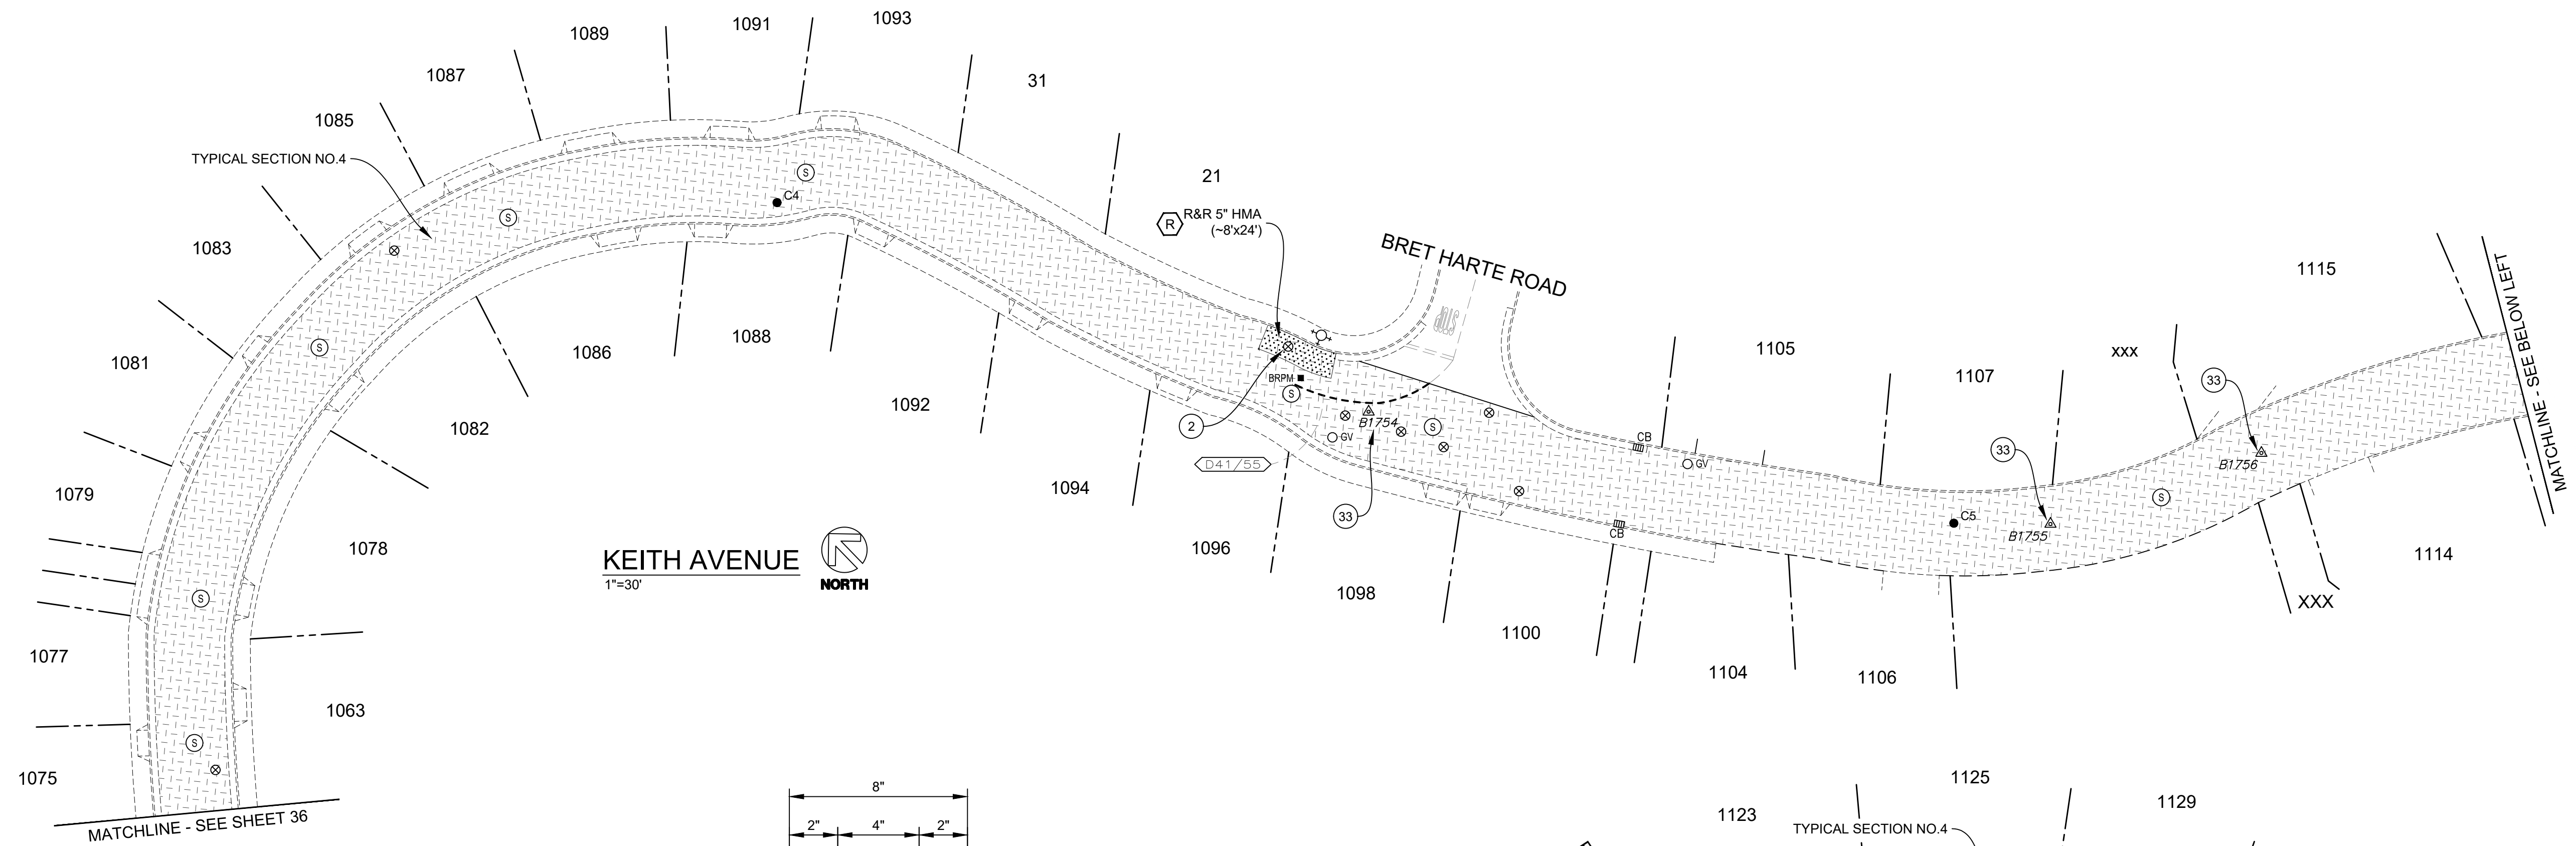 1089
1091
1093
1087
31
1085
TYPICAL SECTION NO.4
21
S
C4
R
R&R 5" HMA
(~8'x24')
S
1083
BRET HARTE ROAD
1115
MATCHLINE - SEE BELOW LEFT
STOP
1081
S
1086
1088
1105
xxx
1107
33
BRPM
S
1092
2
B1754
S
GV
CB
GV
1082
33
B1756
D41/55
1079
1094
S
33
C5
B1755
CB
1078
KEITH AVENUE
1"=30'
NORTH
1096
1114
S
1098
XXX
1100
1077
1104
1106
1063
S
1075
MATCHLINE - SEE SHEET 36
8"
2"
4"
2"
1125
1123
1129
TYPICAL SECTION NO.4